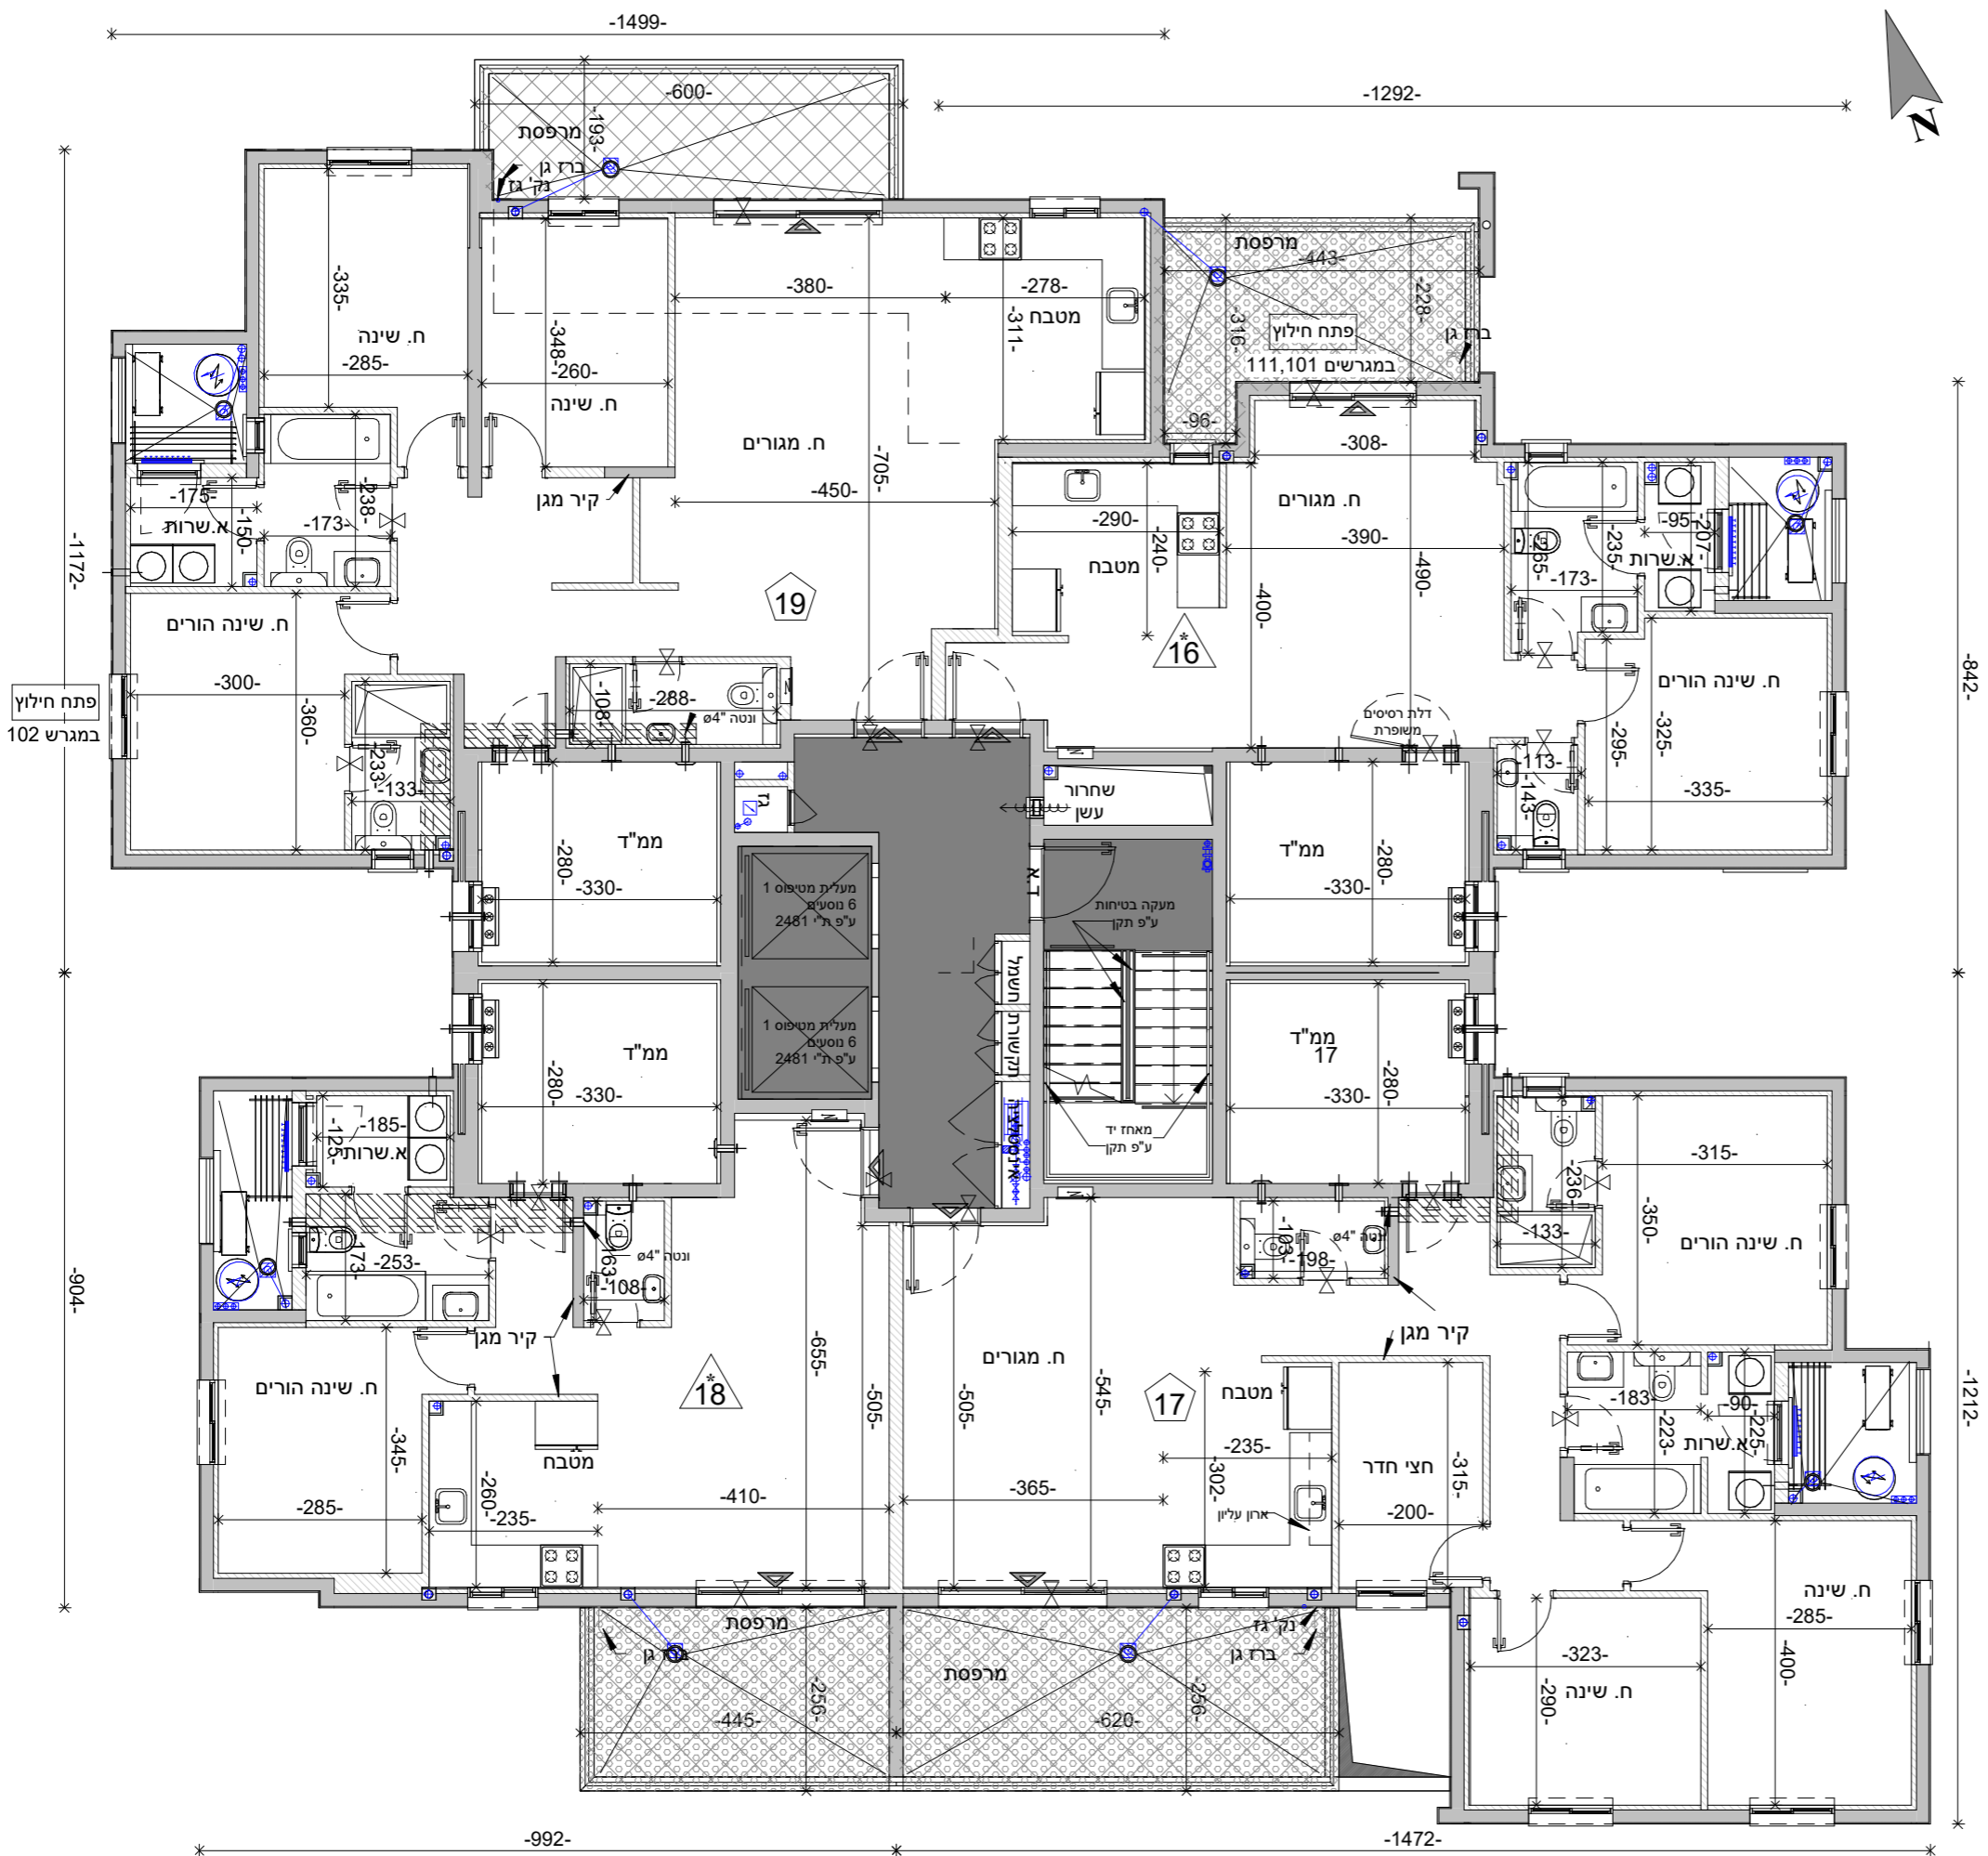 -1499-
-1292-
N
-600-
-193-
מרפסת
ברז גן
נק' גז
מרפסת
-443-
-228-
-316-
פתח חילוץ
במגרשים 111,101
ברז גן
-96-
-335-
ח. שינה
-285-
-348-
-260-
ח. שינה
-380-
-278-
-311-
מטבח
ח. מגורים
-705-
-450-
קיר מגן
-308-
ח. מגורים
-290-
-240-
מטבח
-390-
-490-
-400-
-175-
-150-
א.שרות
-238-
-173-
-265-
-235-
-173-
-95-
-207-
א.שרות
-1172-
-842-
19
*
16
ח. שינה הורים
-300-
-360-
פתח חילוץ
במגרש 102
-233-
-133-
-108-
-288-
ונטה "4ø
דלת רסיסים
משופרת
ח. שינה הורים
-295-
-325-
-335-
-113-
-143-
גז
שחרור
עשן
ממ"ד
-280-
-330-
ממ"ד
-280-
-330-
מעלית מטיפוס 1
6 נוסעים
ע"פ ת"י 2481
ד.א
מעקה בטיחות
ע"פ תקן
חשמל
תקשורת
אינסטלציה
מעלית מטיפוס 1
6 נוסעים
ע"פ ת"י 2481
ממ"ד
-280-
-330-
ממ"ד
17
-280-
-330-
מאחז יד
ע"פ תקן
-185-
-125-
א.שרות
-173-
-253-
-163-
-108-
ונטה "4ø
קיר מגן
-103-
-198-
ונטה "4ø
קיר מגן
-236-
-133-
-315-
-350-
ח. שינה הורים
-904-
-1212-
ח. שינה הורים
-345-
-285-
*
18
-655-
-505-
מטבח
-260-
-235-
-410-
ח. מגורים
-505-
-545-
-365-
17
מטבח
-235-
-302-
ארון עליון
חצי חדר
-315-
-200-
-183-
-223-
-90-
-225-
א.שרות
ח. שינה
-285-
-400-
-323-
-290-
ח. שינה
מרפסת
ברז גן
-445-
-256-
מרפסת
נק' גז
ברז גן
-620-
-256-
-992-
-1472-